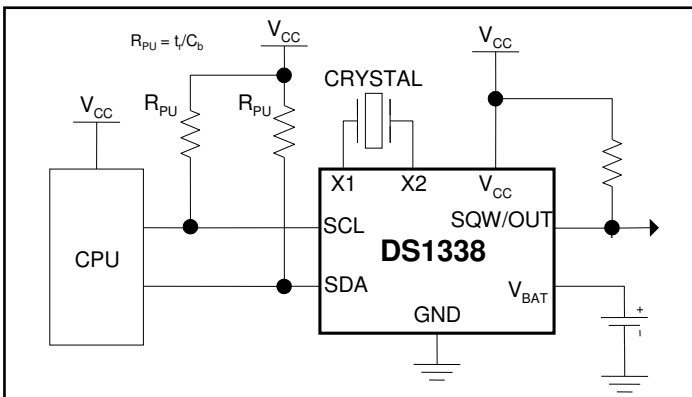 R_PU = t_r/C_b
V_CC
V_CC
CRYSTAL
V_CC
R_PU
R_PU
X1
X2
V_CC
SCL
SQW/OUT
CPU
DS1338
SDA
V_BAT
GND
+
-